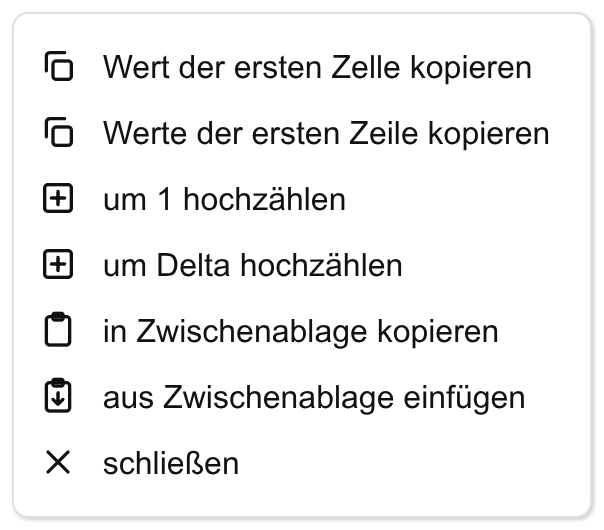 Wert der ersten Zelle kopieren
Werte der ersten Zeile kopieren
um 1 hochzählen
um Delta hochzählen
in Zwischenablage kopieren
aus Zwischenablage einfügen
schließen